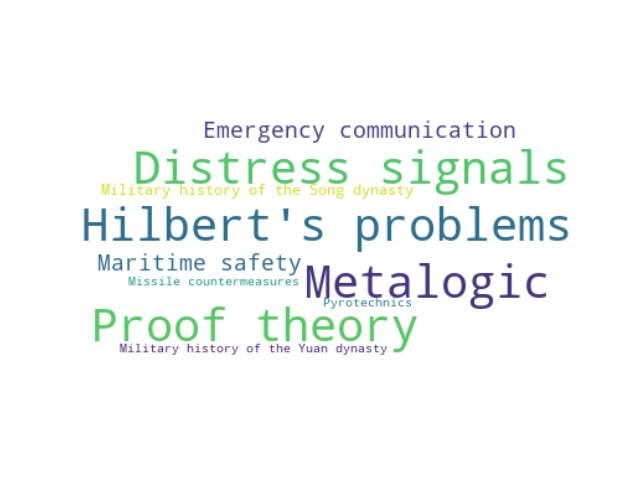 Emergency communication
Distress signals
Military history of the Song dynasty
Hilbert's problems
Maritime safety
Metalogic
Missile countermeasures
Pyrotechnics
Proof theory
Military history of the Yuan dynasty